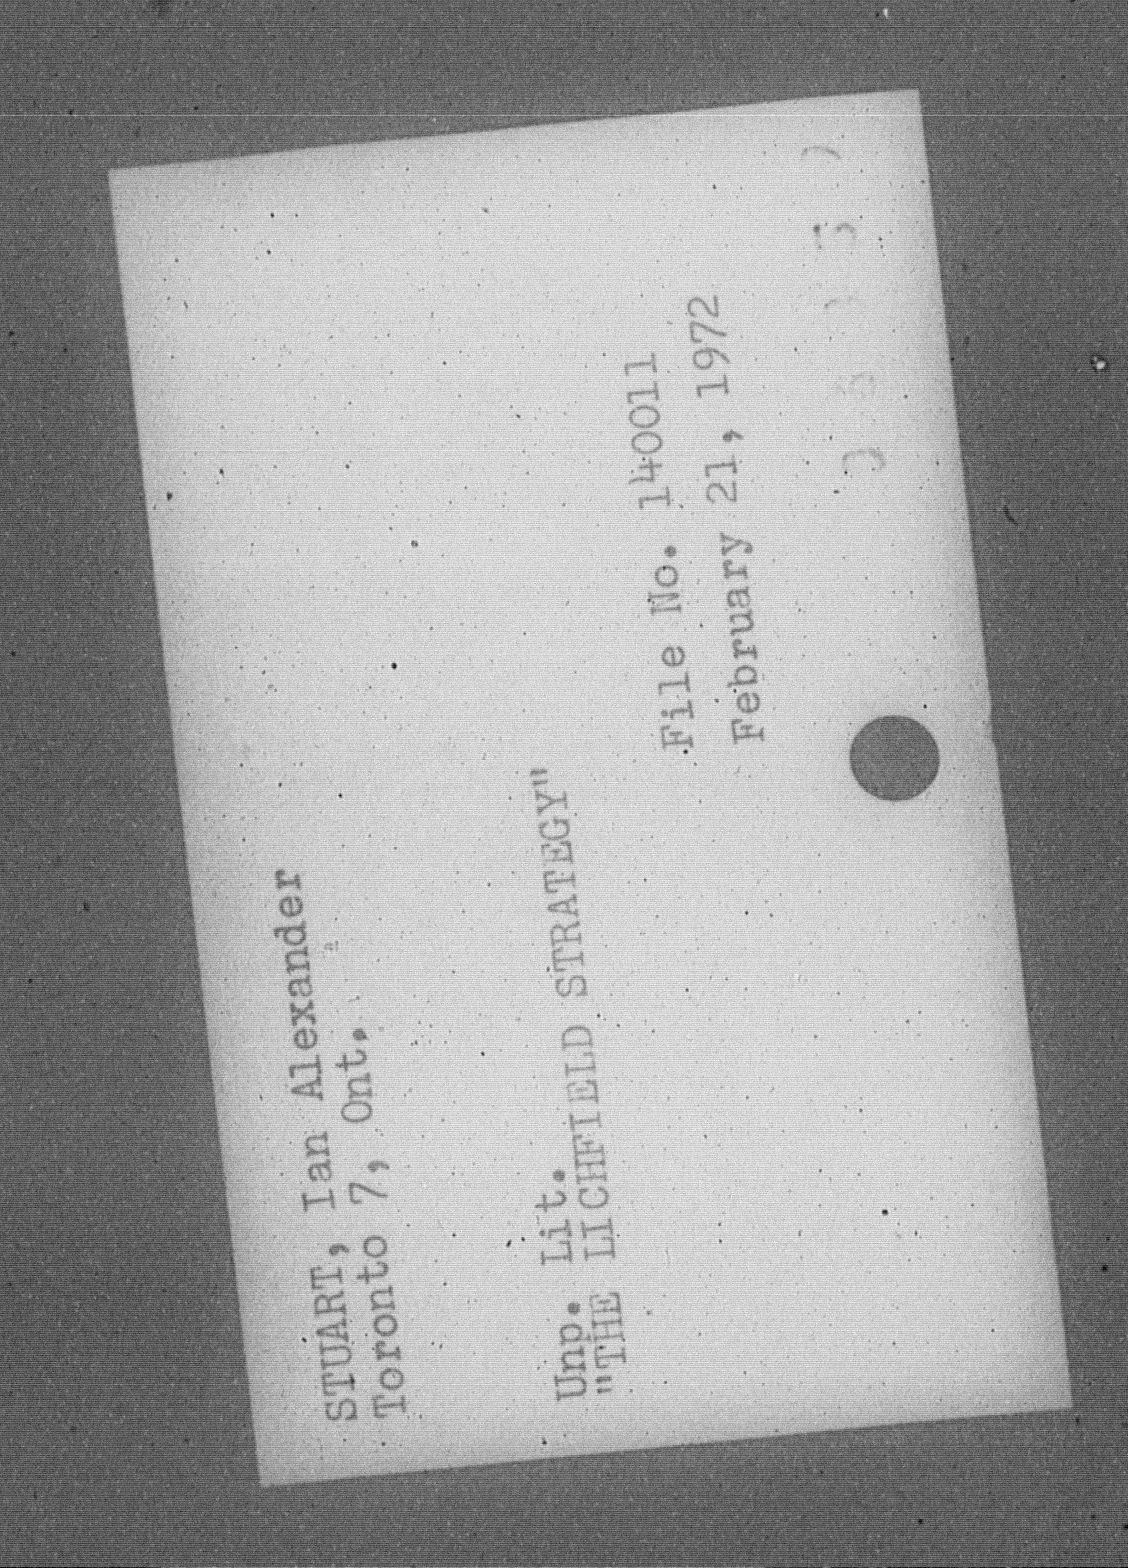 STUART, Ian Alexander
Toronto 7, Ont.
Unp. Lit.
"THE LICHFIELD STRATEGY"
File No. 140011
February 21, 1972